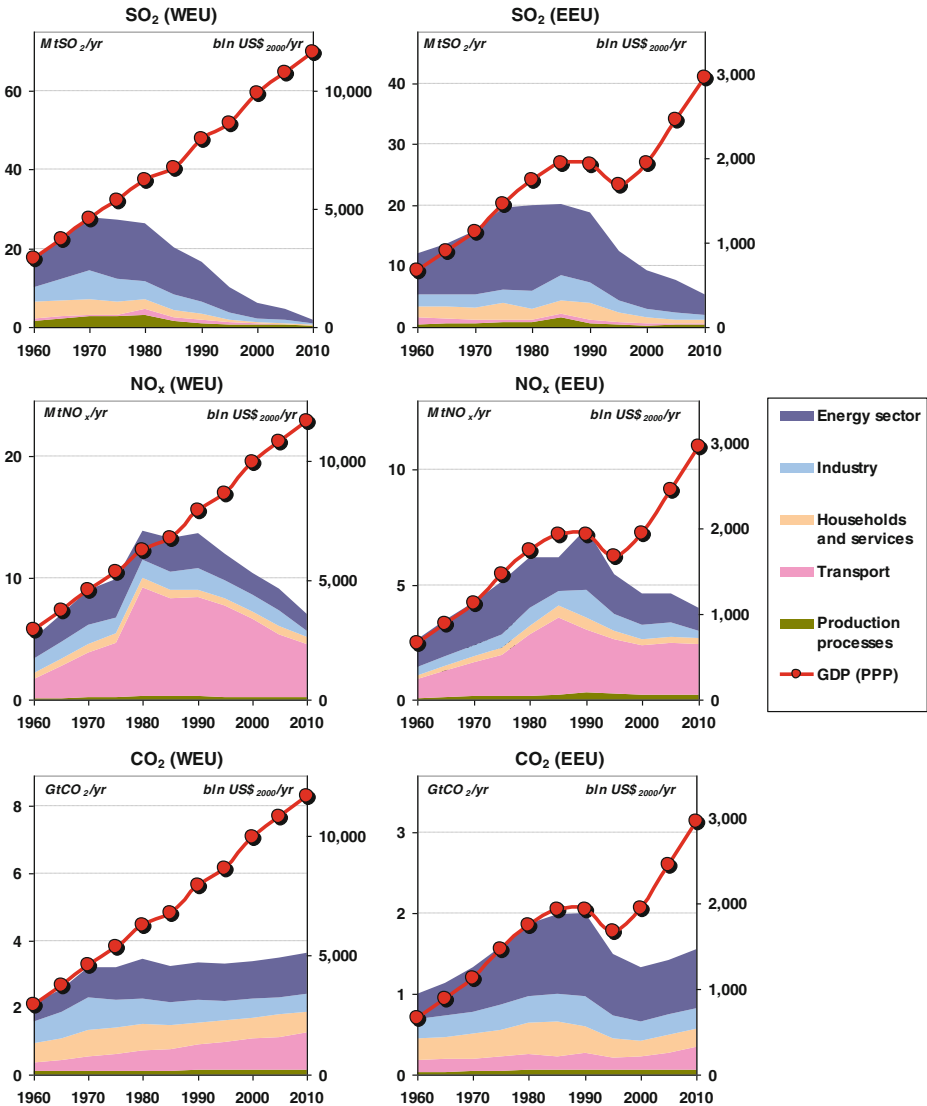 SO₂ (WEU)
MtSO₂/yr bln US$₂₀₀₀/yr
60
40
20
0
10,000
5,000
0
1960 1970 1980 1990 2000 2010
SO₂ (EEU)
MtSO₂/yr bln US$₂₀₀₀/yr
40
30
20
10
0
3,000
2,000
1,000
0
1960 1970 1980 1990 2000 2010
NOₓ (WEU)
MtNOₓ/yr bln US$₂₀₀₀/yr
20
10
0
10,000
5,000
0
1960 1970 1980 1990 2000 2010
NOₓ (EEU)
MtNOₓ/yr bln US$₂₀₀₀/yr
10
5
0
3,000
2,000
1,000
0
1960 1970 1980 1990 2000 2010
Energy sector
Industry
Households
and services
Transport
Production
processes
GDP (PPP)
CO₂ (WEU)
GtCO₂/yr bln US$₂₀₀₀/yr
8
6
4
2
0
10,000
5,000
0
1960 1970 1980 1990 2000 2010
CO₂ (EEU)
GtCO₂/yr bln US$₂₀₀₀/yr
3
2
1
0
3,000
2,000
1,000
0
1960 1970 1980 1990 2000 2010